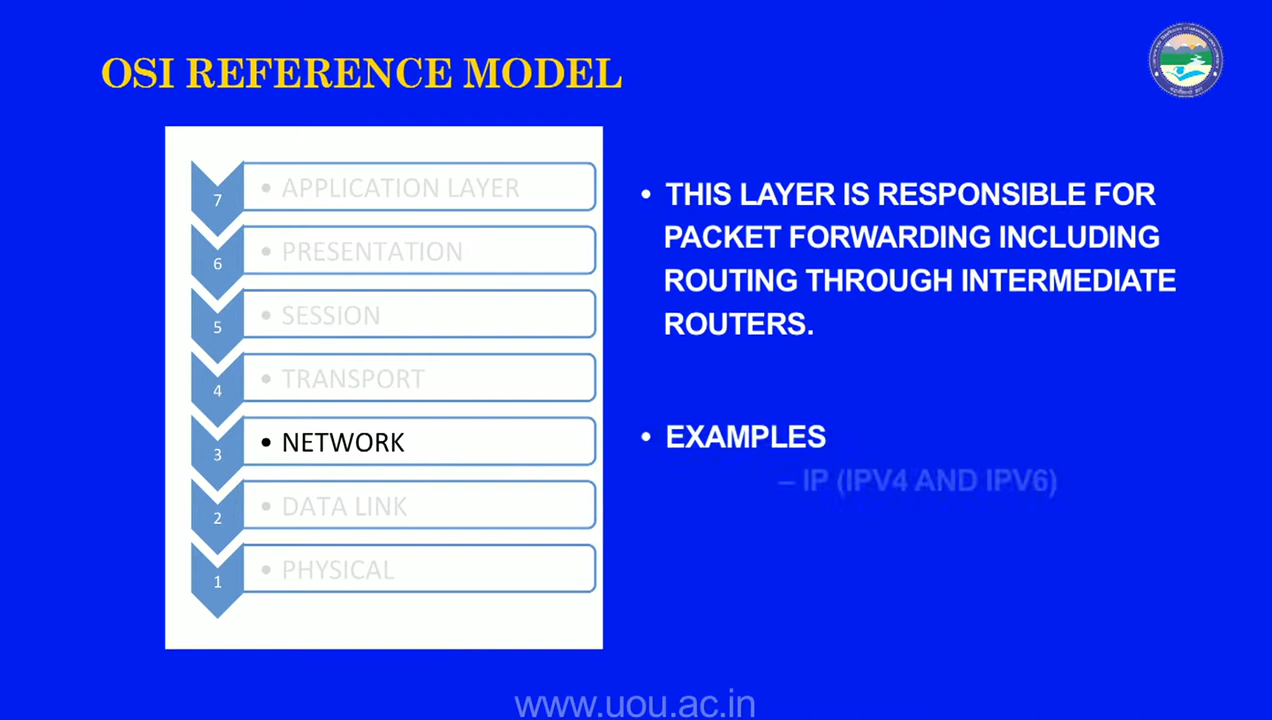 OSI REFERENCE MODEL
7
• APPLICATION LAYER
6
• PRESENTATION
5
• SESSION
4
• TRANSPORT
3
• NETWORK
2
• DATA LINK
1
• PHYSICAL
• THIS LAYER IS RESPONSIBLE FOR
PACKET FORWARDING INCLUDING
ROUTING THROUGH INTERMEDIATE
ROUTERS.
• EXAMPLES
– IP (IPV4 AND IPV6)
www.uou.ac.in